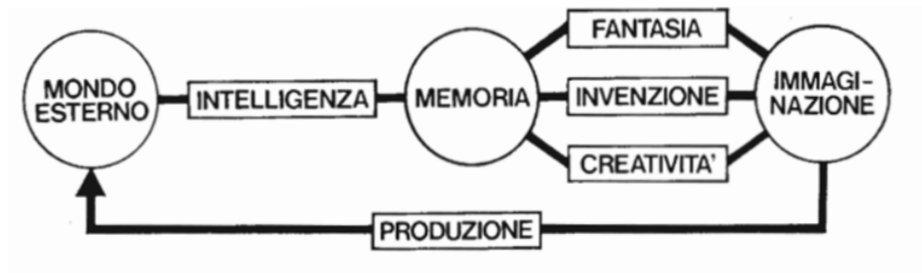 MONDO
ESTERNO
INTELLIGENZA
MEMORIA
FANTASIA
INVENZIONE
CREATIVITA'
IMMAGI-
NAZIONE
PRODUZIONE